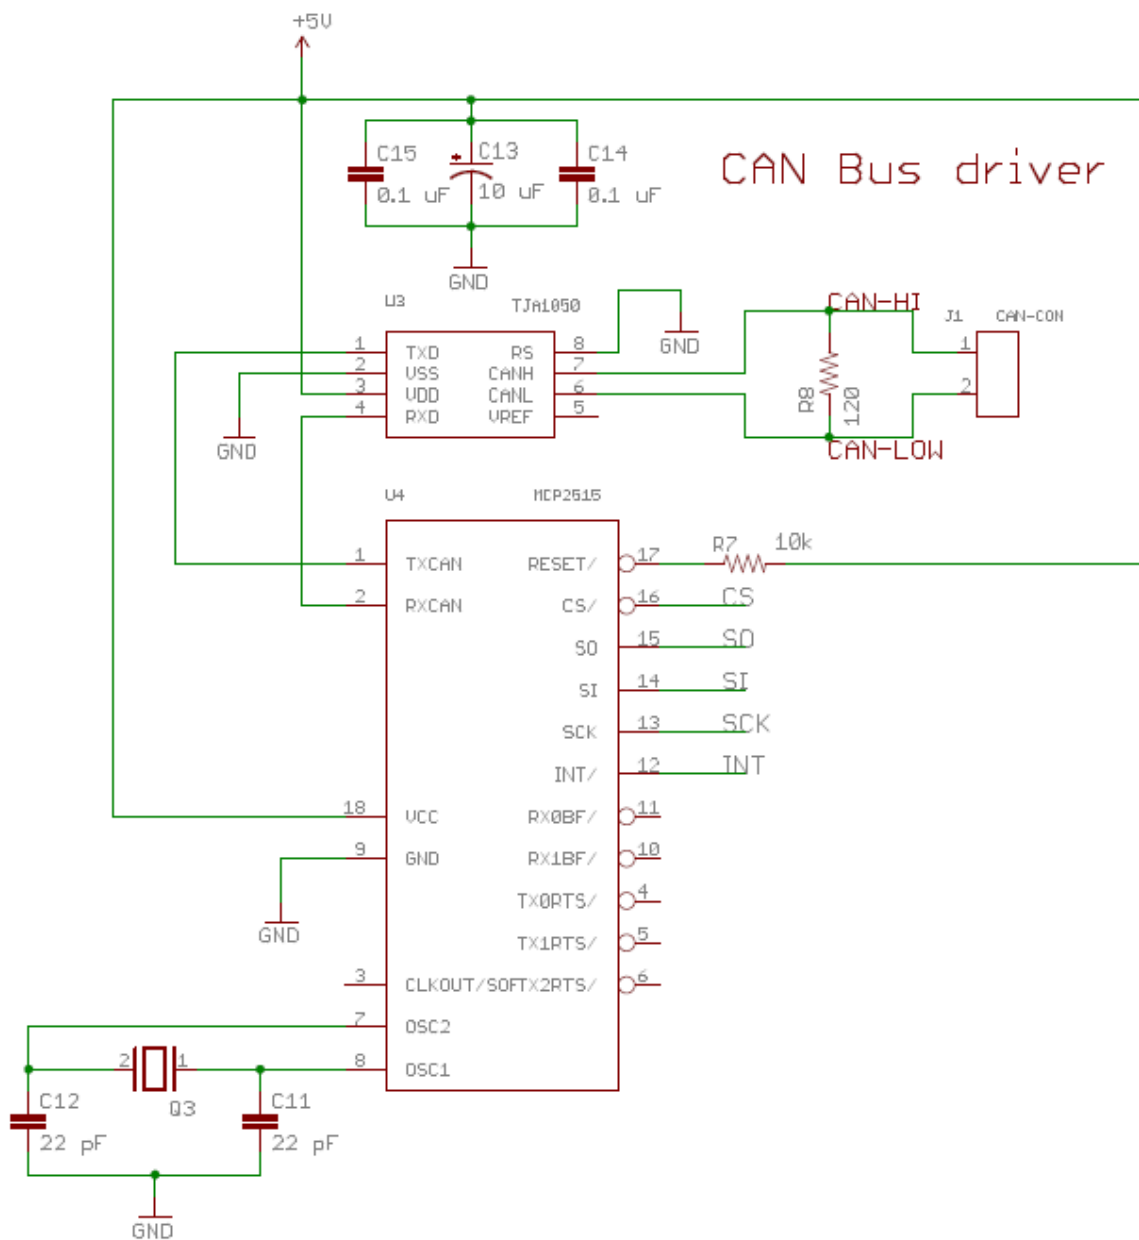 +5V
C15
C13
C14
0.1 uF
10 uF
0.1 uF
CAN Bus driver
GND
U3
TJA1050
CAN-HI
J1
CAN-CON
GND
1
TXD
RS
8
2
VSS
CANH
7
3
VDD
CANL
6
4
RXD
VREF
5
1
2
R8
120
GND
CAN-LOW
U4
MCP2515
R7
10k
1
TXCAN
RESET/
17
2
RXCAN
CS/
16
CS
SO
15
SO
SI
14
SI
SCK
13
SCK
INT/
12
INT
18
VCC
RX0BF/
11
9
GND
RX1BF/
10
TX0RTS/
4
GND
TX1RTS/
5
3
CLKOUT/SOFTX2RTS/
6
7
OSC2
2
1
8
OSC1
C12
Q3
C11
22 pF
22 pF
GND